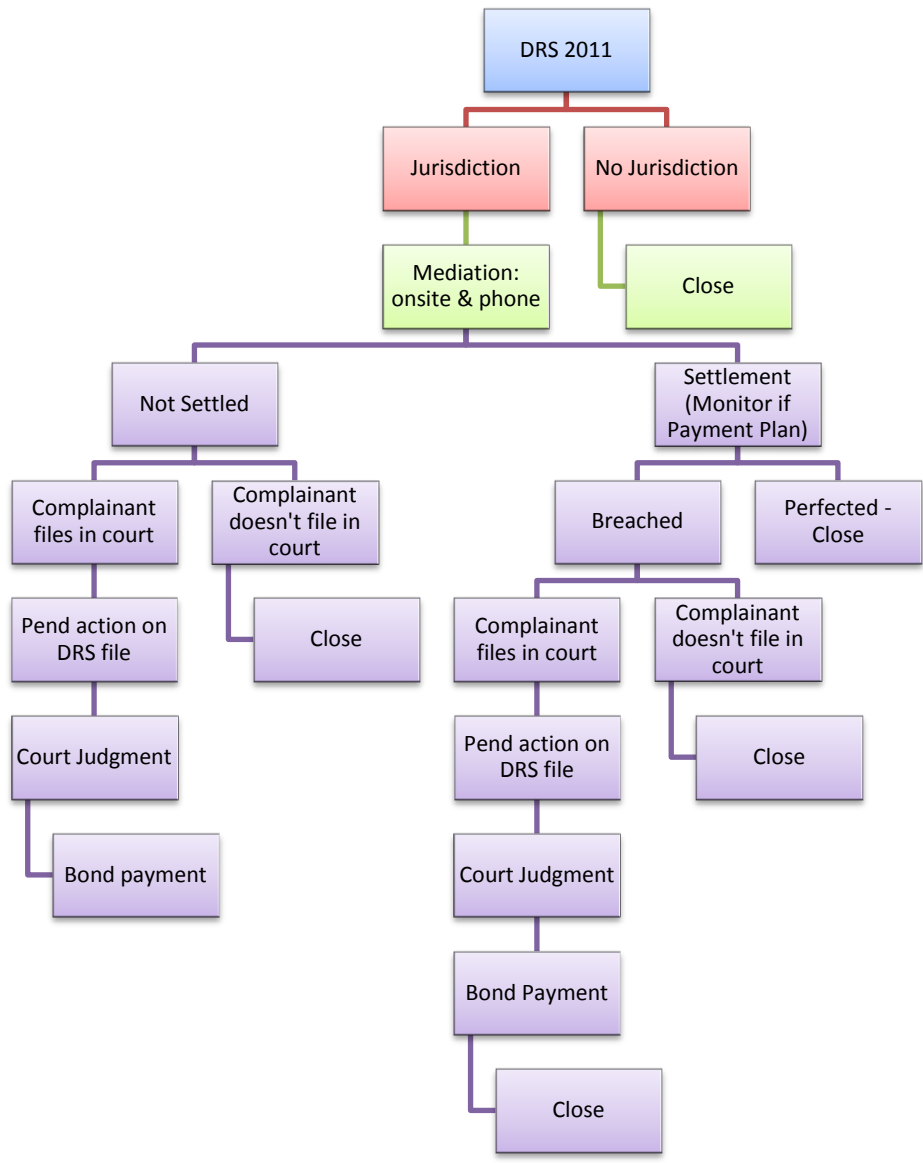 DRS 2011
Jurisdiction
No Jurisdiction
Mediation:
onsite & phone
Close
Not Settled
Settlement
(Monitor if
Payment Plan)
Complainant
files in court
Complainant
doesn't file in
court
Breached
Perfected -
Close
Pend action on
DRS file
Close
Complainant
files in court
Complainant
doesn't file in
court
Court Judgment
Pend action on
DRS file
Close
Bond payment
Court Judgment
Bond Payment
Close